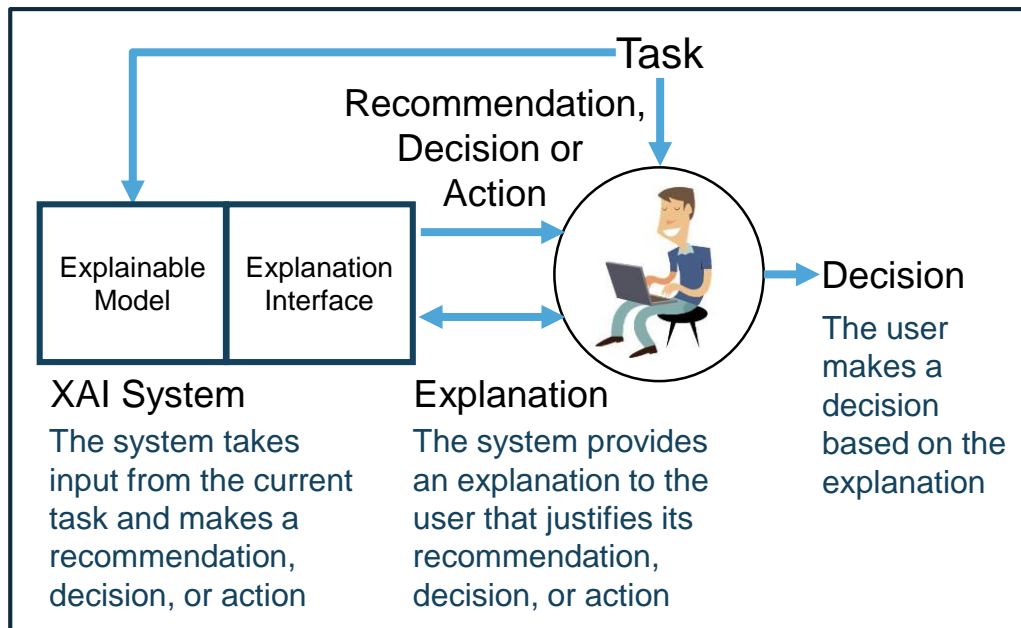 Task
Recommendation,
Decision or
Action
Explainable
Model
Explanation
Interface
Decision
The user
makes a
decision
based on the
explanation
XAI System
The system takes
input from the current
task and makes a
recommendation,
decision, or action
Explanation
The system provides
an explanation to the
user that justifies its
recommendation,
decision, or action